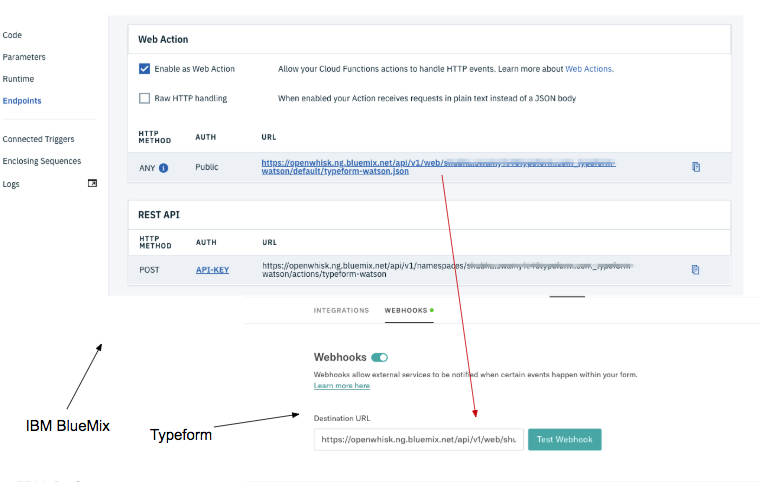 Code
Parameters
Runtime
Endpoints
Connected Triggers
Enclosing Sequences
Logs
Web Action
Enable as Web Action
Allow your Cloud Functions actions to handle HTTP events. Learn more about Web Actions.
Raw HTTP handling
When enabled your Action receives requests in plain text instead of a JSON body
HTTP METHOD AUTH URL
ANY Public https://openwhisk.ng.bluemix.net/api/v1/web/
watson/default/typeform-watson.json
REST API
HTTP METHOD AUTH URL
POST API-KEY https://openwhisk.ng.bluemix.net/api/v1/namespaces/
watson/actions/typeform-watson
INTEGRATIONS WEBHOOKS
Webhooks
Webhooks allow external services to be notified when certain events happen within your form.
Learn more here
Destination URL
https://openwhisk.ng.bluemix.net/api/v1/web/shu Test Webhook
IBM BlueMix
Typeform